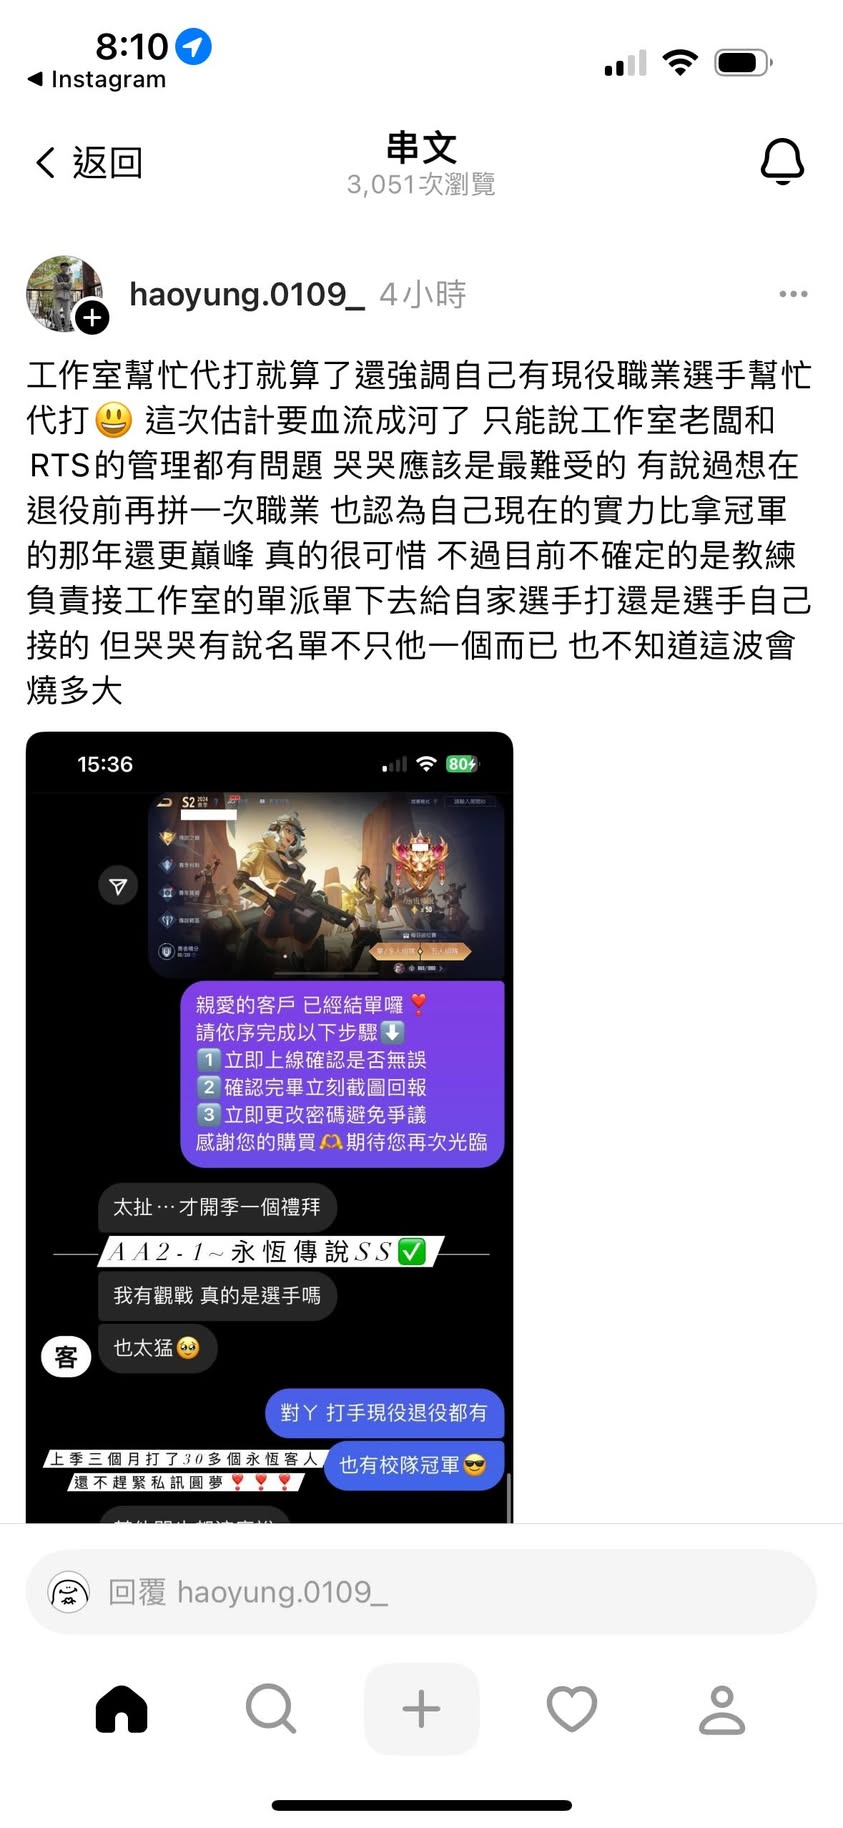 8:10
◀ Instagram
返回
串文
3,051次瀏覽
haoyung.0109_ 4小時
工作室幫忙代打就算了還強調自己有現役職業選手幫忙
代打😃 這次估計要血流成河了 只能說工作室老闆和
RTS的管理都有問題 哭哭應該是最難受的 有說過想在
退役前再拼一次職業 也認為自己現在的實力比拿冠軍
的那年還更巔峰 真的很可惜 不過目前不確定的是教練
負責接工作室的單派單下去給自家選手打還是選手自己
接的 但哭哭有說名單不只他一個而已 也不知道這波會
燒多大
15:36
80
S2 2024
親愛的客戶 已經結單囉❣️
請依序完成以下步驟⬇️
1️⃣立即上線確認是否無誤
2️⃣確認完畢立刻截圖回報
3️⃣立即更改密碼避免爭議
感謝您的購買🫶期待您再次光臨
太扯⋯才開季一個禮拜
AA2-1~永恆傳說SS✅
我有觀戰 真的是選手嗎
客
也太猛🥹
對丫 打手現役退役都有
上季三個月打了30多個永恆客人
也有校隊冠軍😎
還不趕緊私訊圓夢❣️❣️❣️
回覆 haoyung.0109_